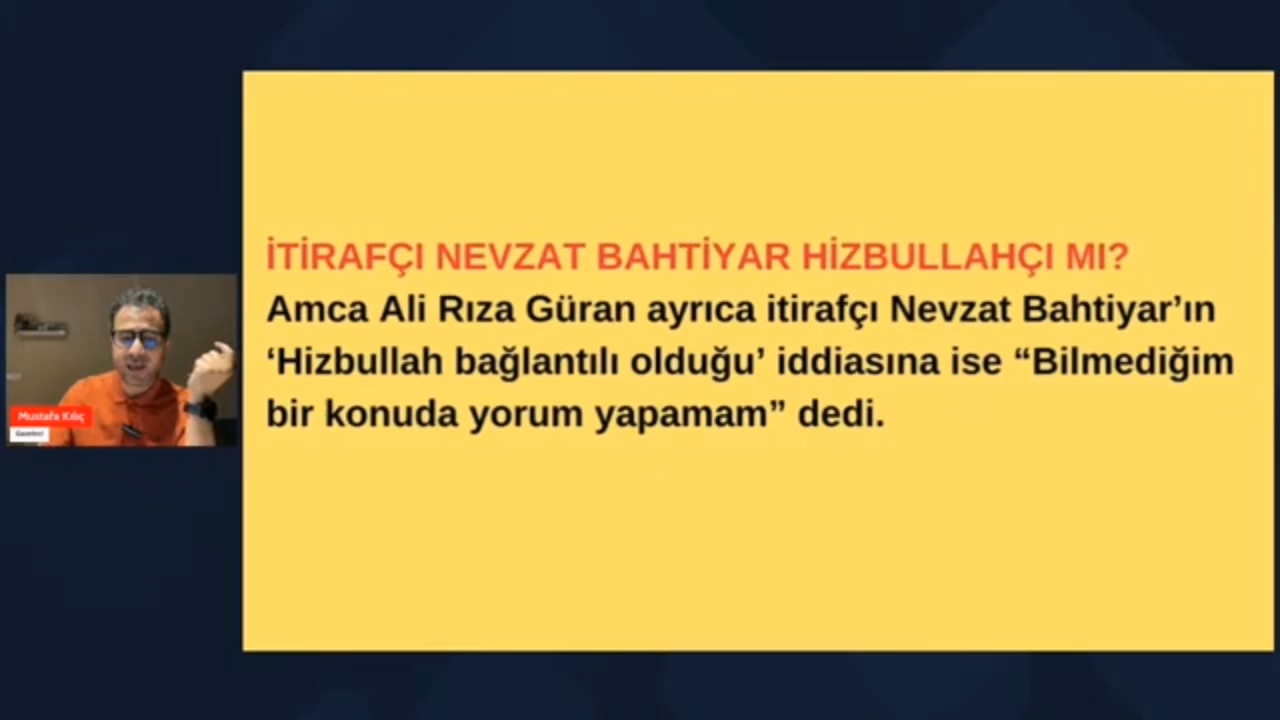 İTİRAFÇI NEVZAT BAHTİYAR HİZBULLAHÇI MI?
Amca Ali Rıza Güran ayrıca itirafçı Nevzat Bahtiyar’ın
‘Hizbullah bağlantılı olduğu’ iddiasına ise “Bilmediğim
bir konuda yorum yapamam” dedi.
Mustafa Kılıç
Gazeteci